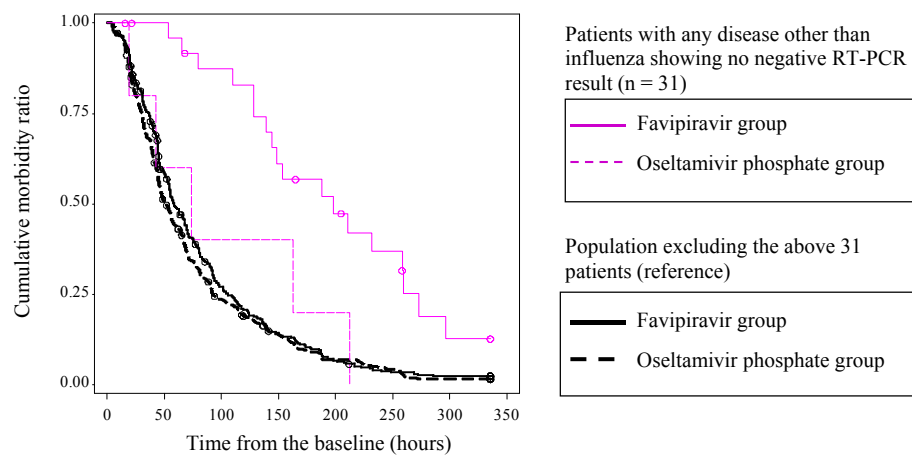 1.00
0.75
0.50
0.25
0.00
Cumulative morbidity ratio
0 50 100 150 200 250 300 350
Time from the baseline (hours)
Patients with any disease other than
influenza showing no negative RT-PCR
result (n = 31)
Favipiravir group
Oseltamivir phosphate group
Population excluding the above 31
patients (reference)
Favipiravir group
Oseltamivir phosphate group